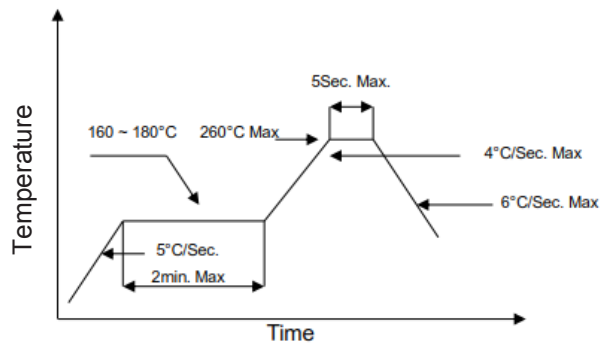 5Sec. Max.
160 ~ 180°C
260°C Max
4°C/Sec. Max
6°C/Sec. Max
Temperature
5°C/Sec.
2min. Max
Time